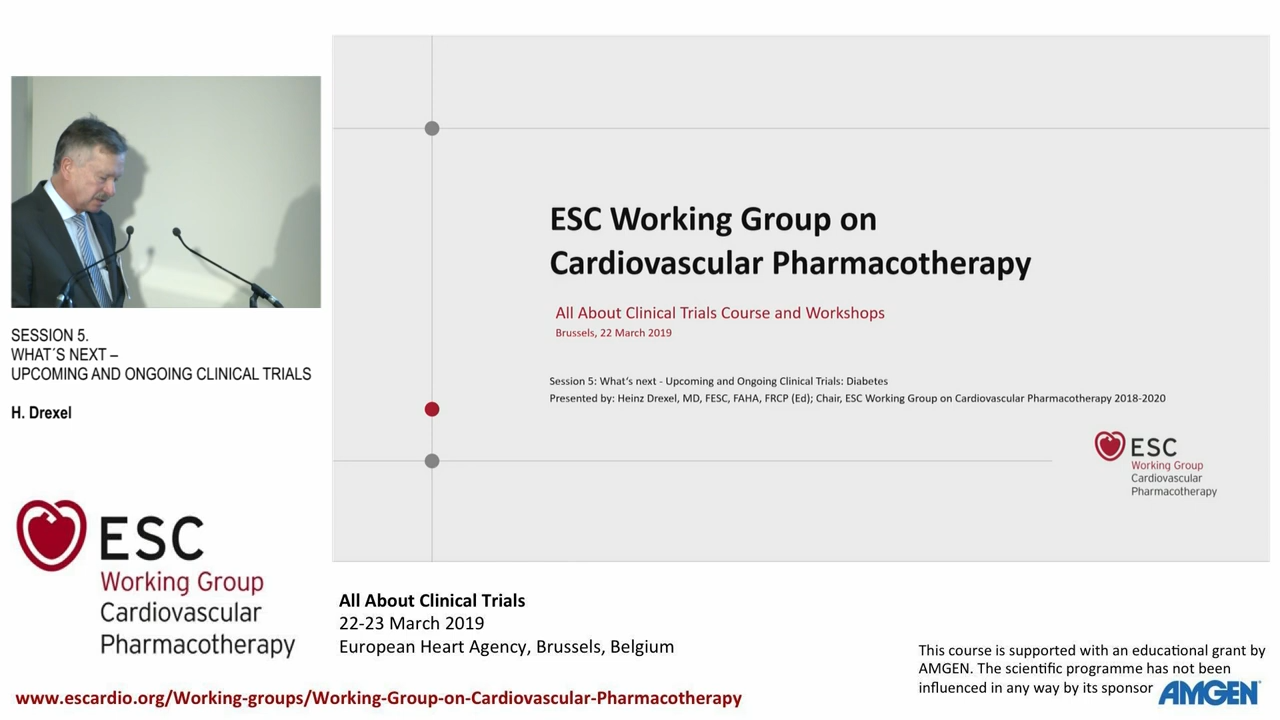 SESSION 5.
WHAT´S NEXT –
UPCOMING AND ONGOING CLINICAL TRIALS
H. Drexel
ESC
Working Group
Cardiovascular
Pharmacotherapy
ESC Working Group on
Cardiovascular Pharmacotherapy
All About Clinical Trials Course and Workshops
Brussels, 22 March 2019
Session 5: What's next - Upcoming and Ongoing Clinical Trials: Diabetes
Presented by: Heinz Drexel, MD, FESC, FAHA, FRCP (Ed); Chair, ESC Working Group on Cardiovascular Pharmacotherapy 2018-2020
ESC
Working Group
Cardiovascular
Pharmacotherapy
All About Clinical Trials
22-23 March 2019
European Heart Agency, Brussels, Belgium
This course is supported with an educational grant by
AMGEN. The scientific programme has not been
influenced in any way by its sponsor
AMGEN
www.escardio.org/Working-groups/Working-Group-on-Cardiovascular-Pharmacotherapy